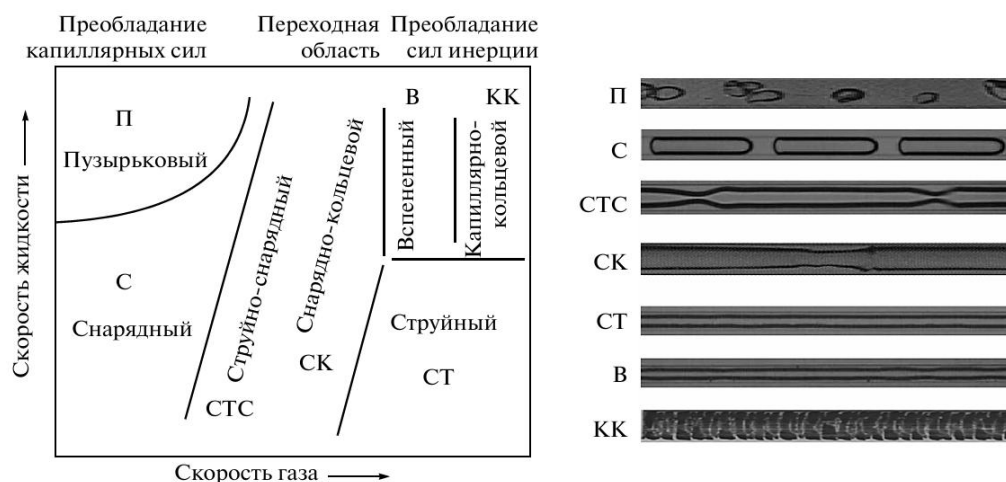 Преобладание
капиллярных сил
Переходная
область
Преобладание
сил инерции
Скорость жидкости
П
Пузырьковый
С
Снарядный
Струйно-снарядный
СТС
Снарядно-кольцевой
СК
В
Вспененный
КК
Капиллярно-
кольцевой
Струйный
СТ
Скорость газа
П
С
СТС
СК
СТ
В
КК